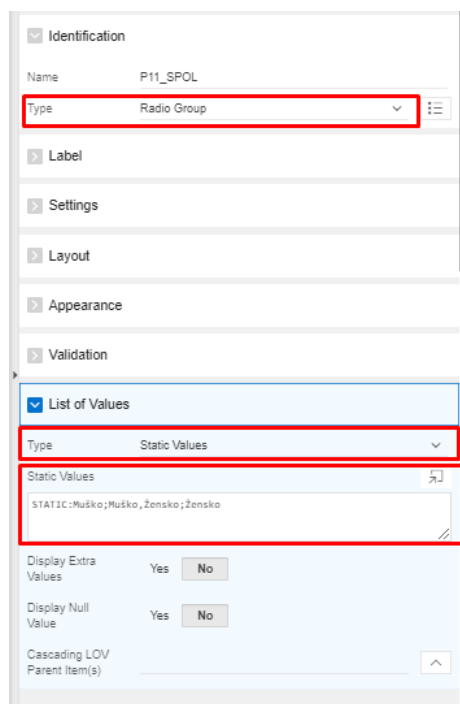 Identification
Name P11_SPOL
Type Radio Group
Label
Settings
Layout
Appearance
Validation
List of Values
Type Static Values
Static Values
STATIC:Muško;Muško,Žensko;Žensko
Display Extra
Values Yes No
Display Null
Value Yes No
Cascading LOV
Parent Item(s)